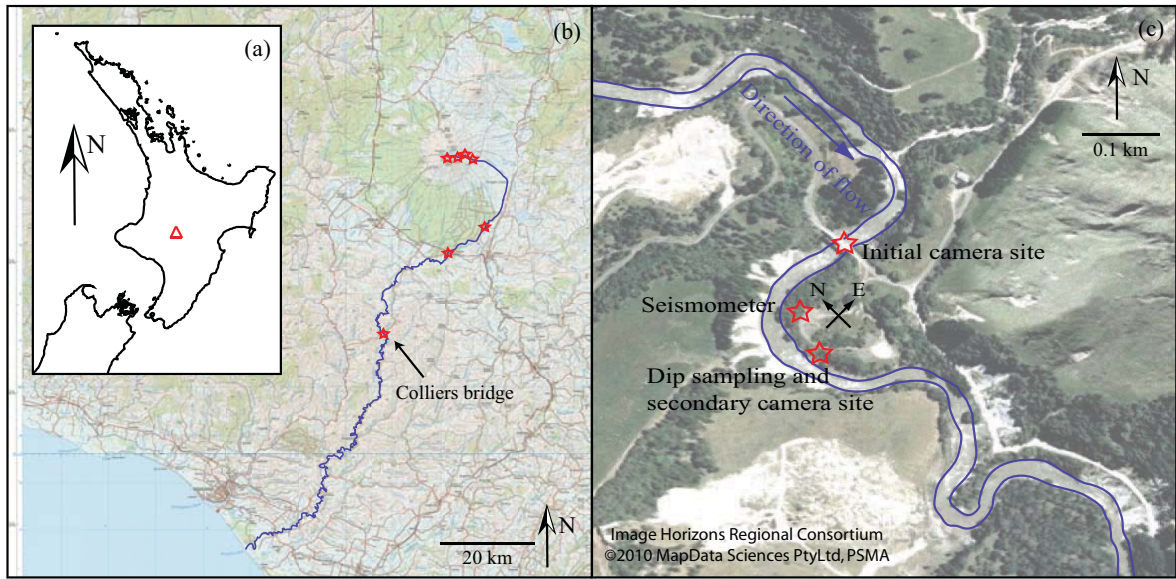 (a)
N
(b)
Colliers bridge
20 km
N
(c)
N
0.1 km
Direction of flow
Initial camera site
N
E
Seismometer
Dip sampling and
secondary camera site
Image Horizons Regional Consortium
©2010 MapData Sciences PtyLtd, PSMA